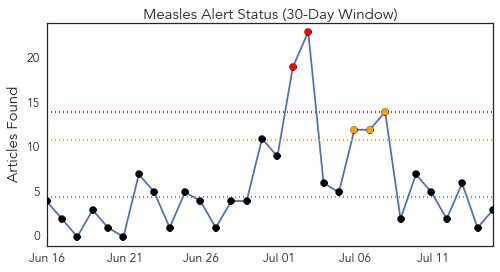 Measles Alert Status (30-Day Window)
Articles Found
20
15
10
5
0
Jun 16 Jun 21 Jun 26 Jul 01 Jul 06 Jul 11